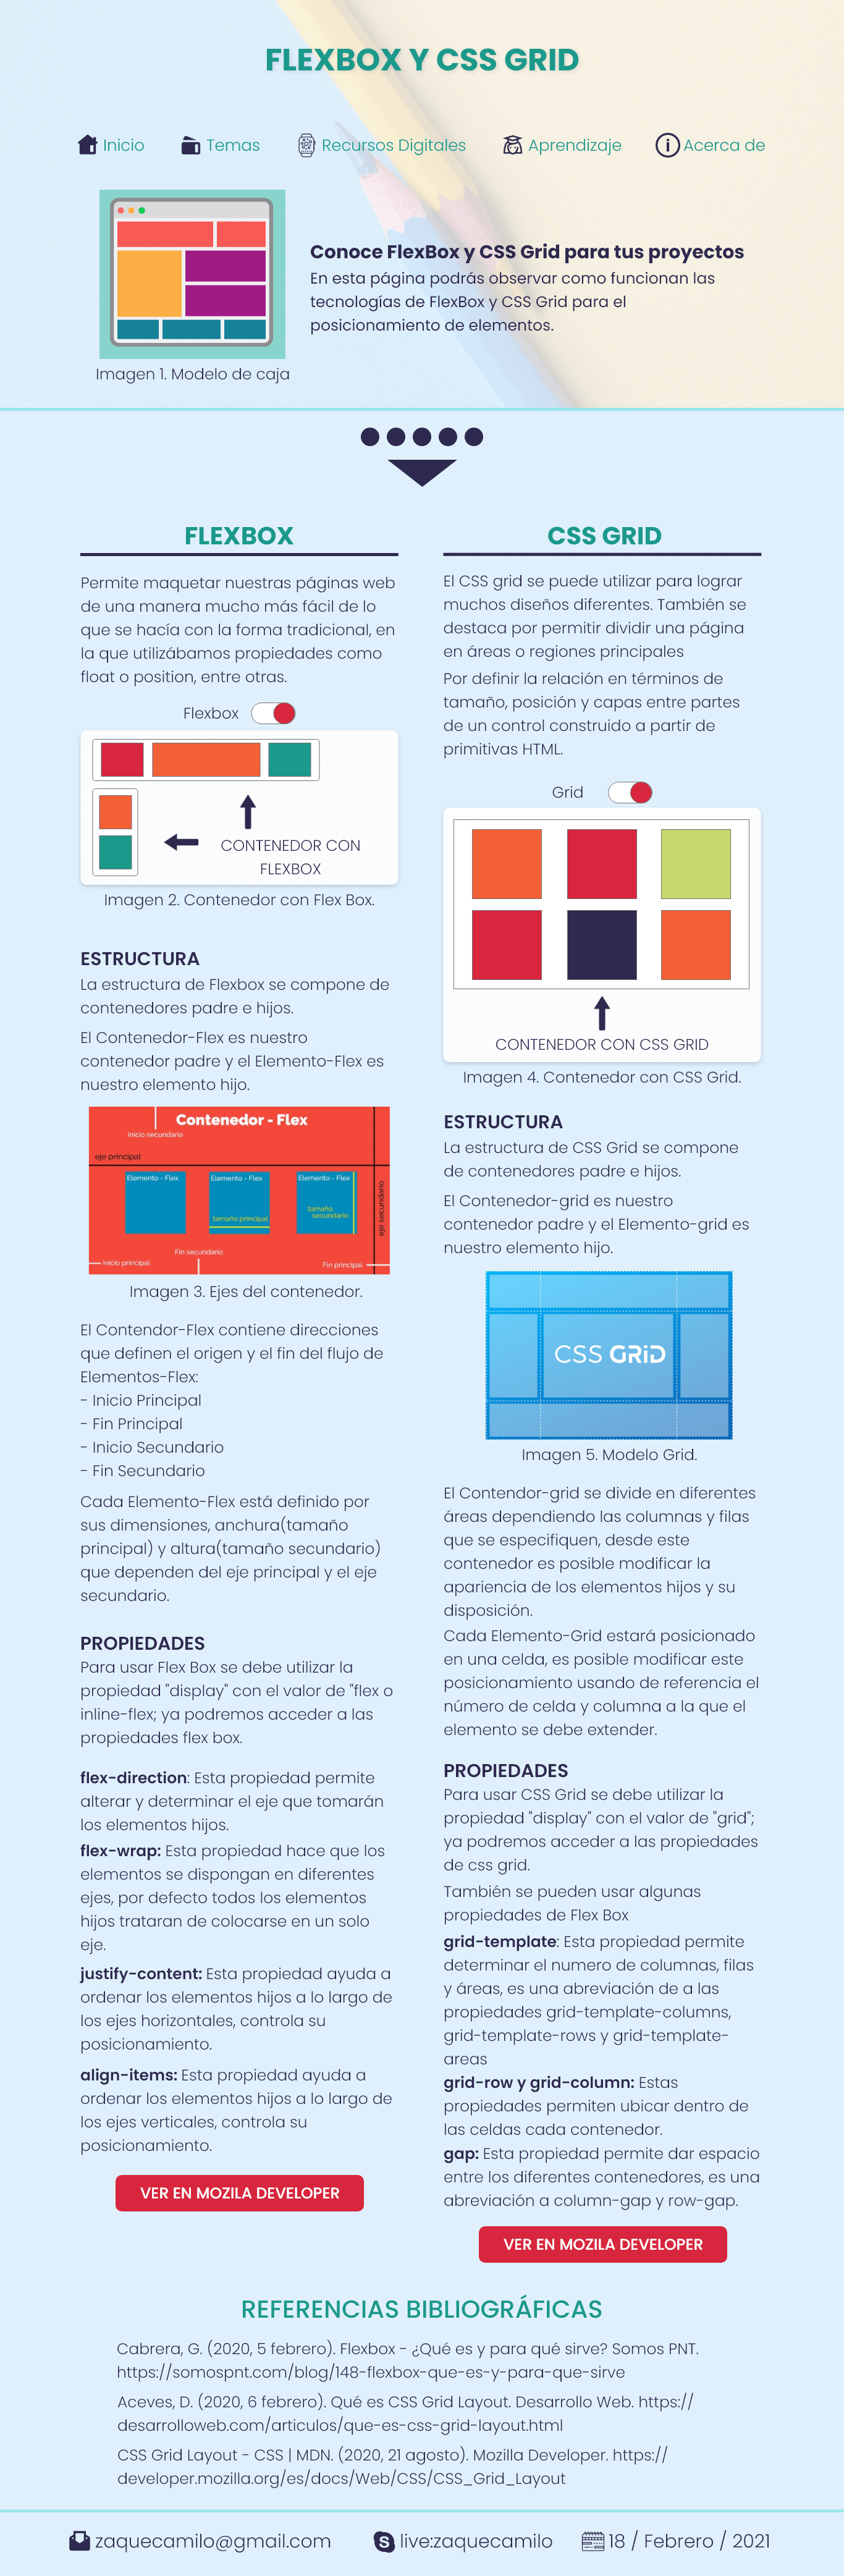 FLEXBOX Y CSS GRID
Inicio
Temas
Recursos Digitales
Aprendizaje
Acerca de
Imagen 1. Modelo de caja
Conoce FlexBox y CSS Grid para tus proyectos
En esta página podrás observar como funcionan las
tecnologías de FlexBox y CSS Grid para el
posicionamiento de elementos.
FLEXBOX
Permite maquetar nuestras páginas web
de una manera mucho más fácil de lo
que se hacía con la forma tradicional, en
la que utilizábamos propiedades como
float o position, entre otras.
Flexbox
CONTENEDOR CON
FLEXBOX
Imagen 2. Contenedor con Flex Box.
ESTRUCTURA
La estructura de Flexbox se compone de
contenedores padre e hijos.
El Contenedor-Flex es nuestro
contenedor padre y el Elemento-Flex es
nuestro elemento hijo.
Contenedor - Flex
Inicio secundario
eje principal
Elemento - Flex
Elemento - Flex
Elemento - Flex
tamaño principal
tamaño
secundario
eje secundario
Fin secundario
Inicio principal
Fin principal
Imagen 3. Ejes del contenedor.
El Contendor-Flex contiene direcciones
que definen el origen y el fin del flujo de
Elementos-Flex:
- Inicio Principal
- Fin Principal
- Inicio Secundario
- Fin Secundario
Cada Elemento-Flex está definido por
sus dimensiones, anchura(tamaño
principal) y altura(tamaño secundario)
que dependen del eje principal y el eje
secundario.
PROPIEDADES
Para usar Flex Box se debe utilizar la
propiedad "display" con el valor de "flex o
inline-flex; ya podremos acceder a las
propiedades flex box.
flex-direction: Esta propiedad permite
alterar y determinar el eje que tomarán
los elementos hijos.
flex-wrap: Esta propiedad hace que los
elementos se dispongan en diferentes
ejes, por defecto todos los elementos
hijos trataran de colocarse en un solo
eje.
justify-content: Esta propiedad ayuda a
ordenar los elementos hijos a lo largo de
los ejes horizontales, controla su
posicionamiento.
align-items: Esta propiedad ayuda a
ordenar los elementos hijos a lo largo de
los ejes verticales, controla su
posicionamiento.
VER EN MOZILA DEVELOPER
CSS GRID
El CSS grid se puede utilizar para lograr
muchos diseños diferentes. También se
destaca por permitir dividir una página
en áreas o regiones principales
Por definir la relación en términos de
tamaño, posición y capas entre partes
de un control construido a partir de
primitivas HTML.
Grid
CONTENEDOR CON CSS GRID
Imagen 4. Contenedor con CSS Grid.
ESTRUCTURA
La estructura de CSS Grid se compone
de contenedores padre e hijos.
El Contenedor-grid es nuestro
contenedor padre y el Elemento-grid es
nuestro elemento hijo.
CSS GRiD
Imagen 5. Modelo Grid.
El Contendor-grid se divide en diferentes
áreas dependiendo las columnas y filas
que se especifiquen, desde este
contenedor es posible modificar la
apariencia de los elementos hijos y su
disposición.
Cada Elemento-Grid estará posicionado
en una celda, es posible modificar este
posicionamiento usando de referencia el
número de celda y columna a la que el
elemento se debe extender.
PROPIEDADES
Para usar CSS Grid se debe utilizar la
propiedad "display" con el valor de "grid";
ya podremos acceder a las propiedades
de css grid.
También se pueden usar algunas
propiedades de Flex Box
grid-template: Esta propiedad permite
determinar el numero de columnas, filas
y áreas, es una abreviación de a las
propiedades grid-template-columns,
grid-template-rows y grid-template-
areas
grid-row y grid-column: Estas
propiedades permiten ubicar dentro de
las celdas cada contenedor.
gap: Esta propiedad permite dar espacio
entre los diferentes contenedores, es una
abreviación a column-gap y row-gap.
VER EN MOZILA DEVELOPER
REFERENCIAS BIBLIOGRÁFICAS
Cabrera, G. (2020, 5 febrero). Flexbox - ¿Qué es y para qué sirve? Somos PNT.
https://somospnt.com/blog/148-flexbox-que-es-y-para-que-sirve
Aceves, D. (2020, 6 febrero). Qué es CSS Grid Layout. Desarrollo Web. https://
desarrolloweb.com/articulos/que-es-css-grid-layout.html
CSS Grid Layout - CSS | MDN. (2020, 21 agosto). Mozilla Developer. https://
developer.mozilla.org/es/docs/Web/CSS/CSS_Grid_Layout
zaquecamilo@gmail.com
live:zaquecamilo
18 / Febrero / 2021